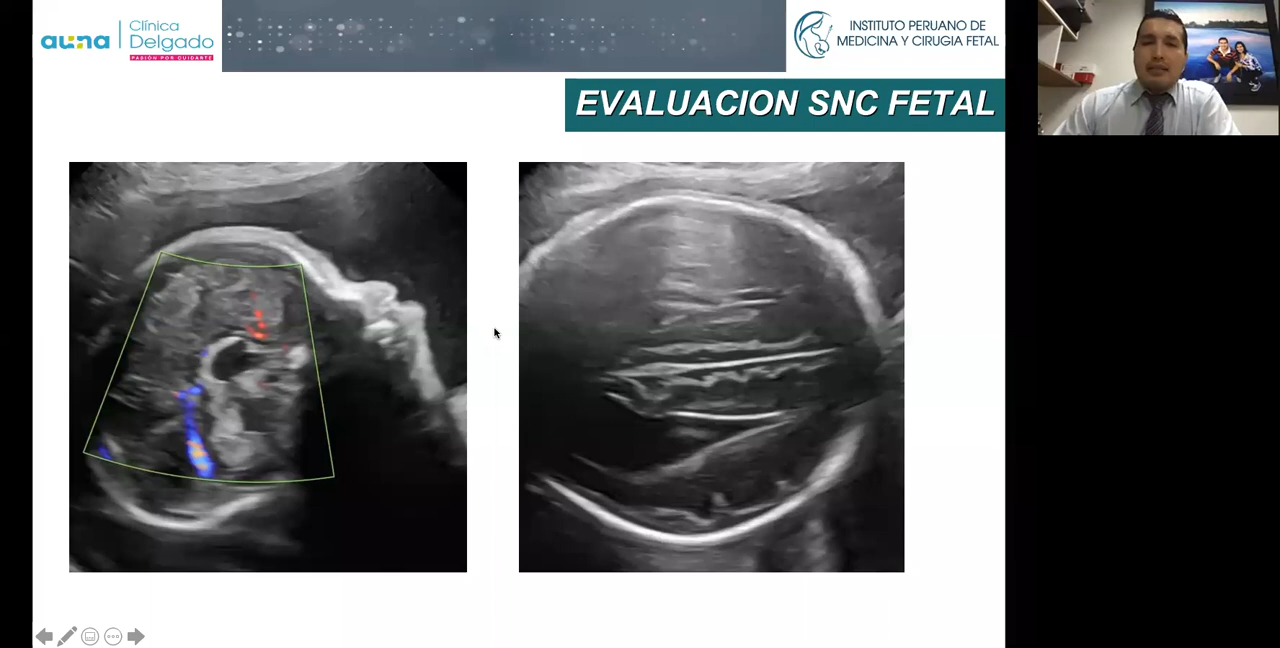 auna
Clínica
Delgado
PASIÓN POR CUIDARTE
INSTITUTO PERUANO DE
MEDICINA Y CIRUGIA FETAL
EVALUACION SNC FETAL